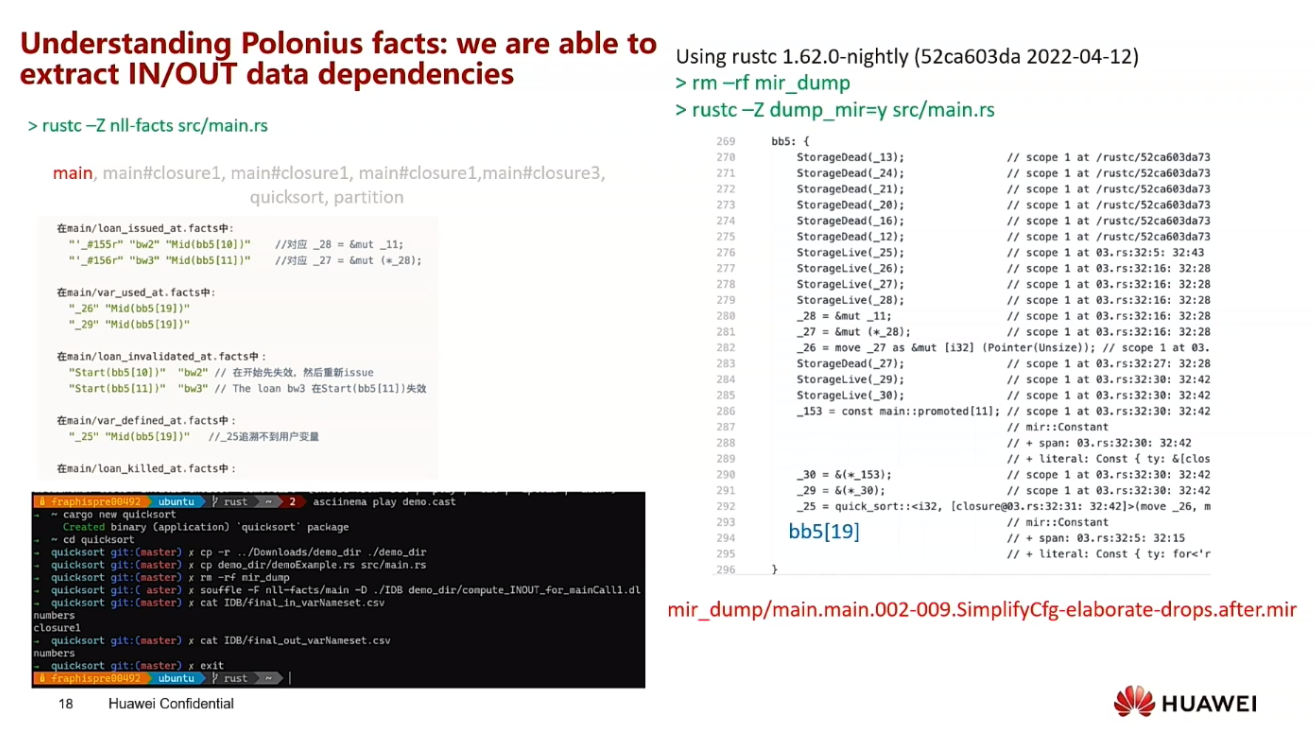 Understanding Polonius facts: we are able to
extract IN/OUT data dependencies
> rustc –Z nll-facts src/main.rs
main, main#closure1, main#closure1, main#closure1,main#closure3,
quicksort, partition
在main/loan_issued_at.facts中:
"'_#155r" "bw2" "Mid(bb5[10])" //对应 _28 = &mut _11;
"'_#156r" "bw3" "Mid(bb5[11])" //对应 _27 = &mut (*_28);
在main/var_used_at.facts中:
"_26" "Mid(bb5[19])"
"_29" "Mid(bb5[19])"
在main/loan_invalidated_at.facts中：
"Start(bb5[10])" "bw2" // 在开始先失效，然后重新issue
"Start(bb5[11])" "bw3" // The loan bw3 在Start(bb5[11])失效
在main/var_defined_at.facts中：
"_25" "Mid(bb5[19])" //_25追溯不到用户变量
在main/loan_killed_at.facts中：
fraphispre00492 ubuntu rust ~ 2 asciinema play demo.cast
→ ~ cargo new quicksort
Created binary (application) `quicksort` package
→ ~ cd quicksort
→ quicksort git:(master) ✗ cp -r ../Downloads/demo_dir ./demo_dir
→ quicksort git:(master) ✗ cp demo_dir/demoExample.rs src/main.rs
→ quicksort git:(master) ✗ rm -rf mir_dump
→ quicksort git:( aster) ✗ souffle -F nll-facts/main -D ./IDB demo_dir/compute_INOUT_for_mainCall1.dl
→ quicksort git:(master) ✗ cat IDB/final_in_varNameset.csv
numbers
closure1
→ quicksort git:(master) ✗ cat IDB/final_out_varNameset.csv
numbers
→ quicksort git:(master) ✗ exit
fraphispre00492 ubuntu rust ~
18 Huawei Confidential
Using rustc 1.62.0-nightly (52ca603da 2022-04-12)
> rm –rf mir_dump
> rustc –Z dump_mir=y src/main.rs
269 bb5: {
270 StorageDead(_13); // scope 1 at /rustc/52ca603da73
271 StorageDead(_24); // scope 1 at /rustc/52ca603da73
272 StorageDead(_21); // scope 1 at /rustc/52ca603da73
273 StorageDead(_20); // scope 1 at /rustc/52ca603da73
274 StorageDead(_16); // scope 1 at /rustc/52ca603da73
275 StorageDead(_12); // scope 1 at /rustc/52ca603da73
276 StorageLive(_25); // scope 1 at 03.rs:32:5: 32:43
277 StorageLive(_26); // scope 1 at 03.rs:32:16: 32:28
278 StorageLive(_27); // scope 1 at 03.rs:32:16: 32:28
279 StorageLive(_28); // scope 1 at 03.rs:32:16: 32:28
280 _28 = &mut _11; // scope 1 at 03.rs:32:16: 32:28
281 _27 = &mut (*_28); // scope 1 at 03.rs:32:16: 32:28
282 _26 = move _27 as &mut [i32] (Pointer(Unsize)); // scope 1 at 03.
283 StorageDead(_27); // scope 1 at 03.rs:32:27: 32:28
284 StorageLive(_29); // scope 1 at 03.rs:32:30: 32:42
285 StorageLive(_30); // scope 1 at 03.rs:32:30: 32:42
286 _153 = const main::promoted[11]; // scope 1 at 03.rs:32:30: 32:42
287 // mir::Constant
288 // + span: 03.rs:32:30: 32:42
289 // + literal: Const { ty: &[clos
290 _30 = &(*_153); // scope 1 at 03.rs:32:30: 32:42
291 _29 = &(*_30); // scope 1 at 03.rs:32:30: 32:42
292 _25 = quick_sort::<i32, [closure@03.rs:32:31: 32:42]>(move _26, m
293 // mir::Constant
294 // + span: 03.rs:32:5: 32:15
295 // + literal: Const { ty: for<'r
296 }
bb5[19]
mir_dump/main.main.002-009.SimplifyCfg-elaborate-drops.after.mir
HUAWEI